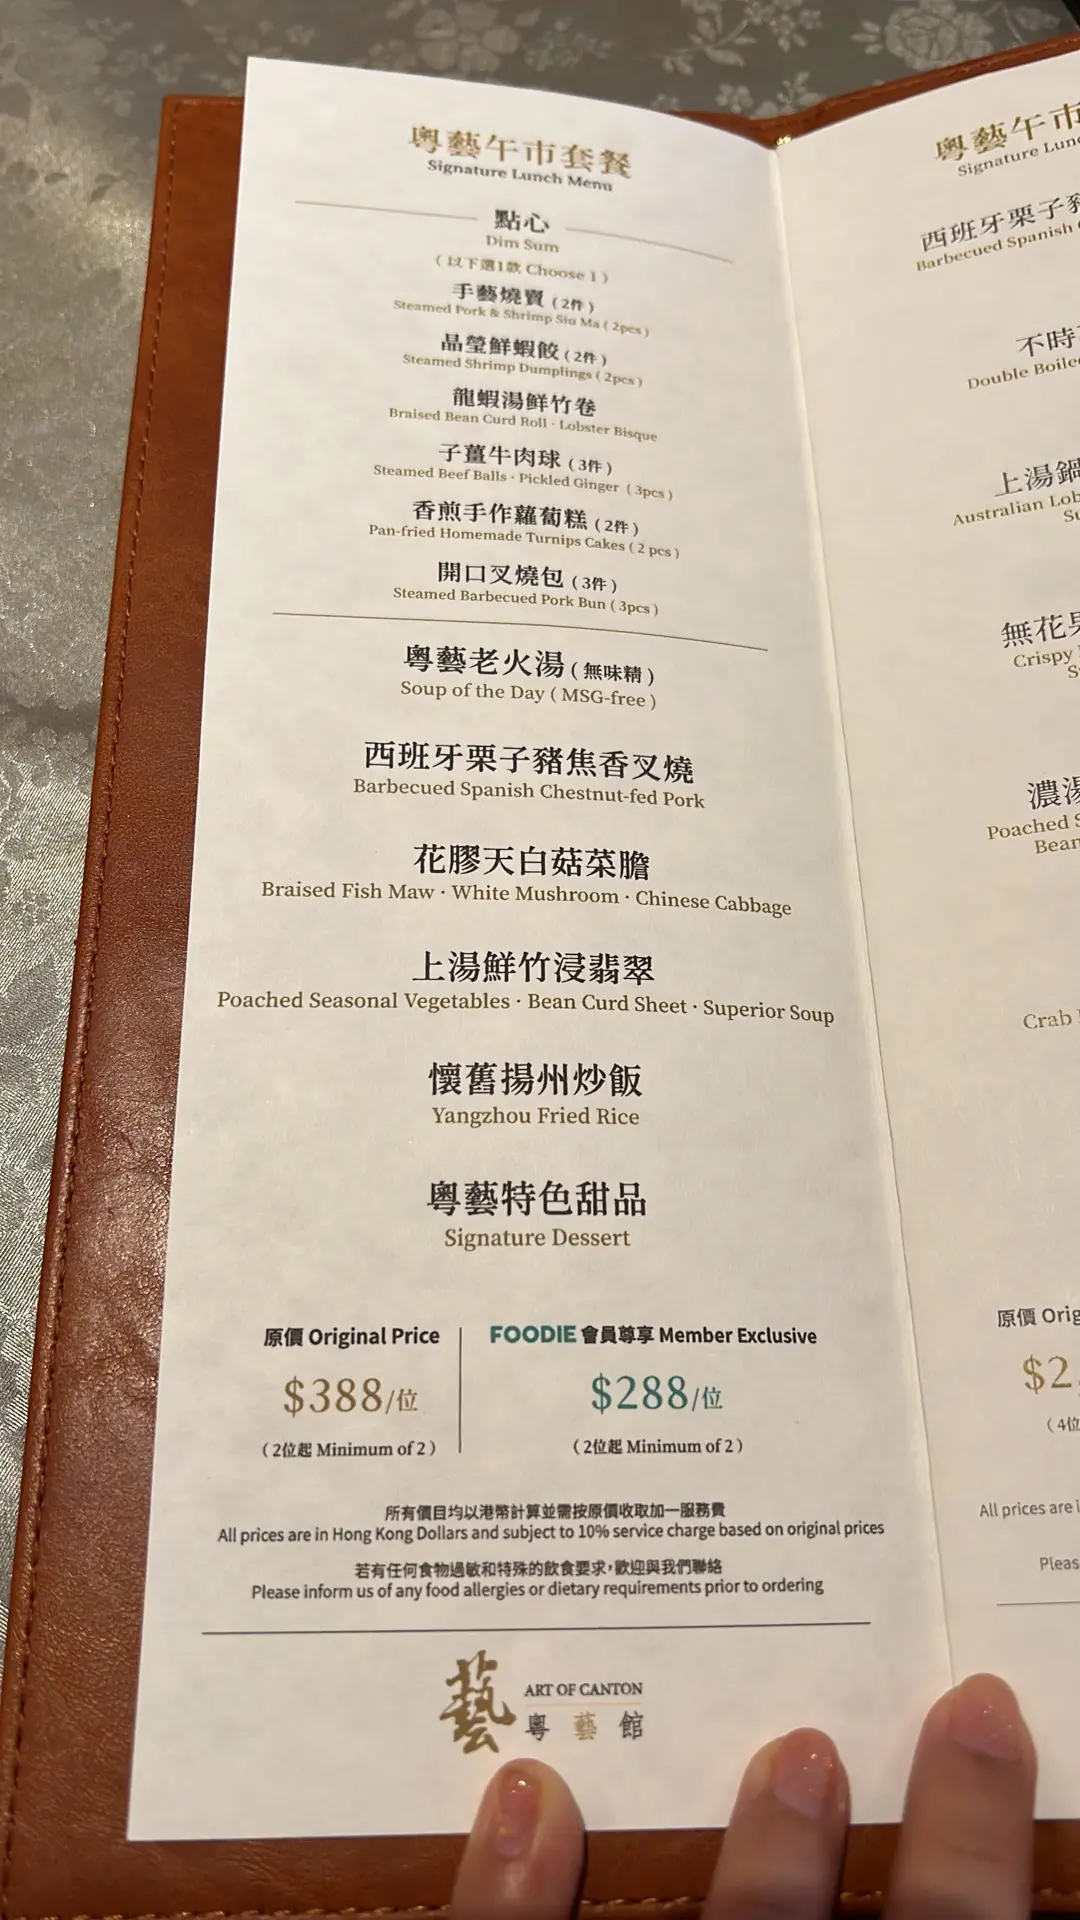 粵藝午市套餐
Signature Lunch Menu
點心
Dim Sum
（以下選1款 Choose 1）
手藝燒賣（2件）
Steamed Pork & Shrimp Siu Ma ( 2pcs )
晶瑩鮮蝦餃（2件）
Steamed Shrimp Dumplings ( 2pcs )
龍蝦湯鮮竹卷
Braised Bean Curd Roll · Lobster Bisque
子薑牛肉球（3件）
Steamed Beef Balls · Pickled Ginger ( 3pcs )
香煎手作蘿蔔糕（2件）
Pan-fried Homemade Turnips Cakes ( 2 pcs )
開口叉燒包（3件）
Steamed Barbecued Pork Bun ( 3pcs )
粵藝老火湯（無味精）
Soup of the Day ( MSG-free )
西班牙栗子豬焦香叉燒
Barbecued Spanish Chestnut-fed Pork
花膠天白菇菜膽
Braised Fish Maw · White Mushroom · Chinese Cabbage
上湯鮮竹浸翡翠
Poached Seasonal Vegetables · Bean Curd Sheet · Superior Soup
懷舊揚州炒飯
Yangzhou Fried Rice
粵藝特色甜品
Signature Dessert
原價 Original Price
$388/位
（2位起 Minimum of 2）
FOODIE 會員尊享 Member Exclusive
$288/位
（2位起 Minimum of 2）
所有價目均以港幣計算並需按原價收取加一服務費
All prices are in Hong Kong Dollars and subject to 10% service charge based on original prices
若有任何食物過敏和特殊的飲食要求，歡迎與我們聯絡
Please inform us of any food allergies or dietary requirements prior to ordering
藝
ART OF CANTON
粵藝館
粵藝午市
Signature
西班牙栗子
Barbecued Spanish
不時
Double Boiled
上湯
Australian
無花
Crispy
濃湯
Poached
Bean
Crab
原價
$2
（4位
All prices are